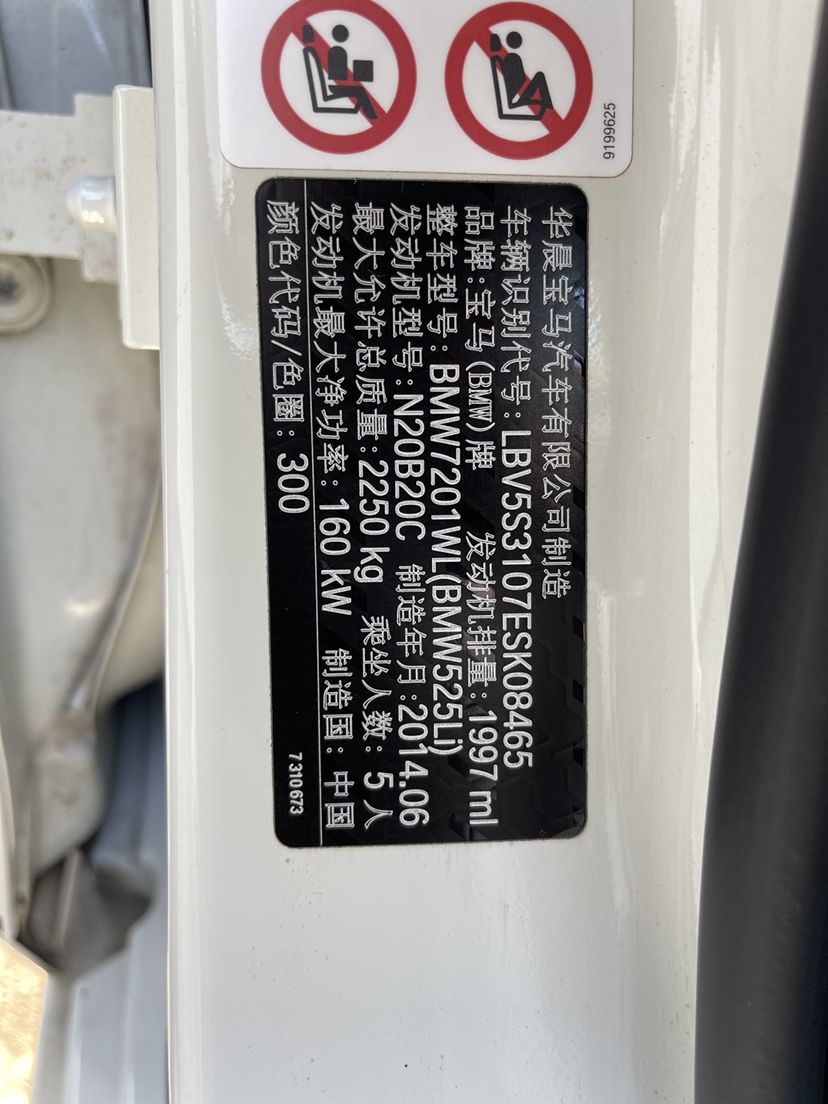 9199625
华晨宝马汽车有限公司制造
车辆识别代号: LBV5S3107ESK08465
品牌:宝马(BMW)牌 发动机排量: 1997 ml
整车型号: BMW7201WL(BMW525Li)
发动机型号: N20B20C 制造年月:2014.06
最大允许总质量: 2250 kg 乘坐人数: 5 人
发动机最大净功率: 160 kW 制造国: 中国
颜色代码/色圈: 300
7 310 673